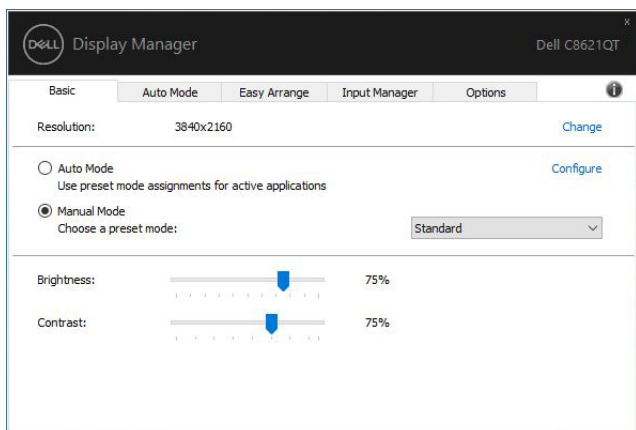 x
DELL Display Manager Dell C8621QT
Basic Auto Mode Easy Arrange Input Manager Options i
Resolution: 3840x2160 Change
Auto Mode Configure
Use preset mode assignments for active applications
Manual Mode
Choose a preset mode: Standard
Brightness: 75%
Contrast: 75%